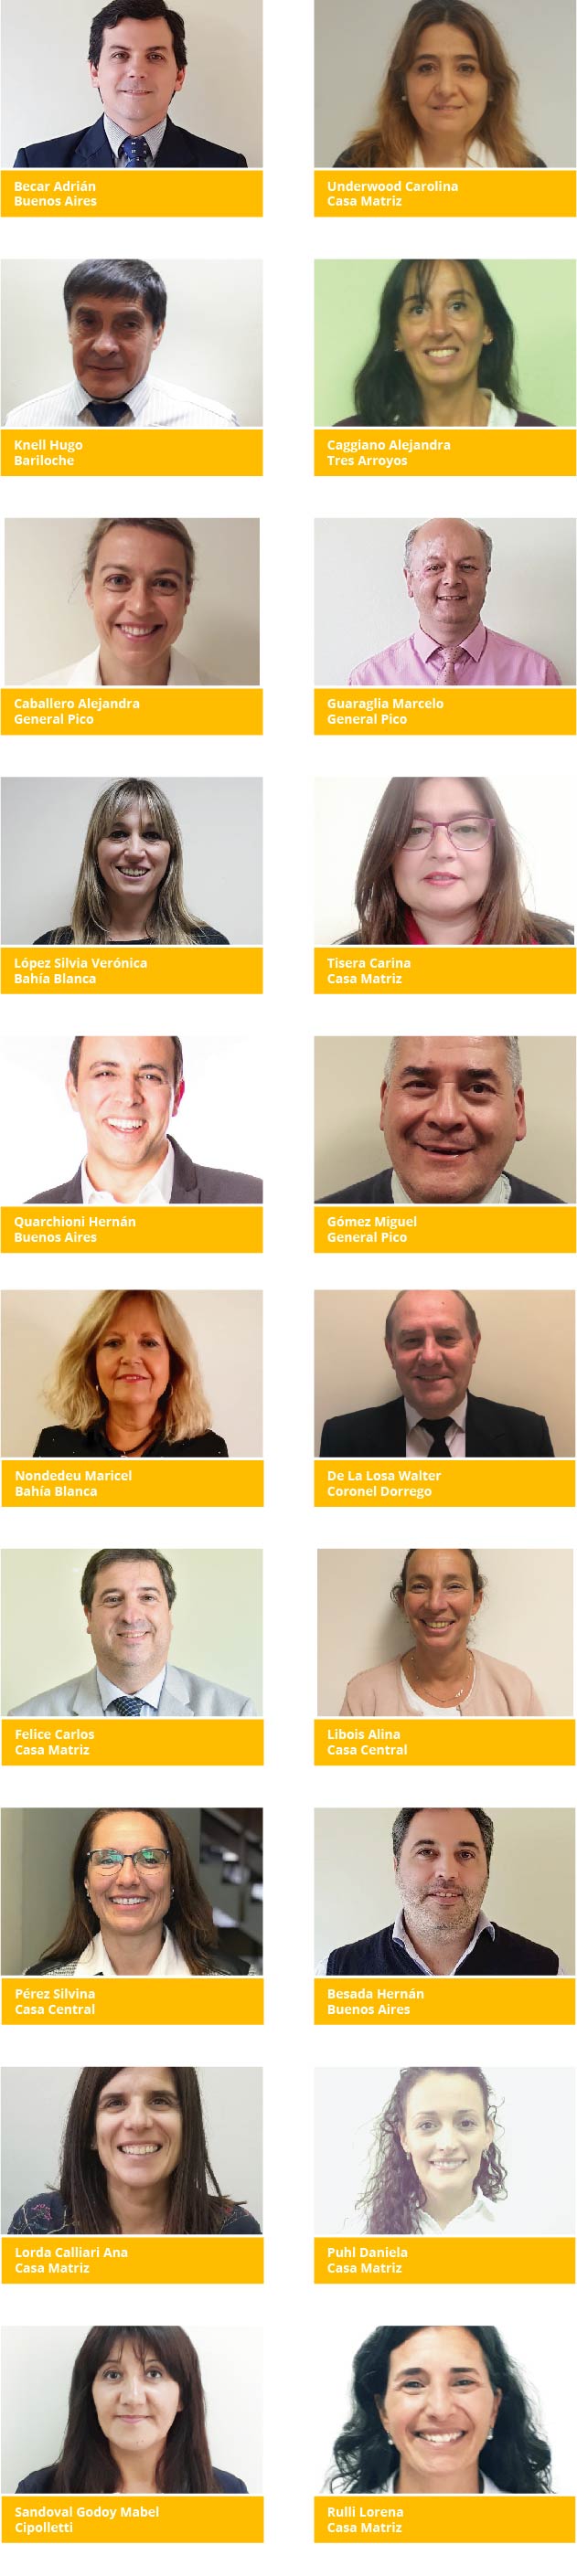 Becar Adrián
Buenos Aires
Underwood Carolina
Casa Matriz
Knell Hugo
Bariloche
Caggiano Alejandra
Tres Arroyos
Caballero Alejandra
General Pico
Guaraglia Marcelo
General Pico
López Silvia Verónica
Bahía Blanca
Tisera Carina
Casa Matriz
Quarchioni Hernán
Buenos Aires
Gómez Miguel
General Pico
Nondedeu Maricel
Bahía Blanca
De La Losa Walter
Coronel Dorrego
Felice Carlos
Casa Matriz
Libois Alina
Casa Central
Pérez Silvina
Casa Central
Besada Hernán
Buenos Aires
Lorda Calliari Ana
Casa Matriz
Puhl Daniela
Casa Matriz
Sandoval Godoy Mabel
Cipolletti
Rulli Lorena
Casa Matriz